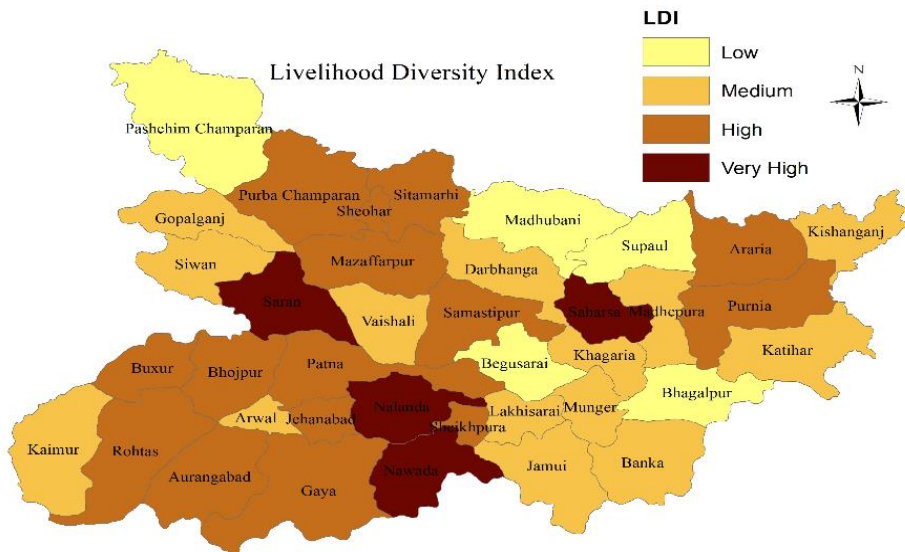 LDI
Low
Medium
High
Very High
Livelihood Diversity Index
N
Pashchim Champaran
Purba Champaran
Sitamarhi
Sheohar
Gopalganj
Madhubani
Kishanganj
Supaul
Araria
Siwan
Mazaffarpur
Darbhanga
Saran
Vaishali
Samastipur
Saharsa
Madhepura
Purnia
Katihar
Khagaria
Begusarai
Buxur
Bhojpur
Patna
Bhagalpur
Nalanda
Lakhisarai
Munger
Arwal
Jehanabad
Sheikhpura
Kaimur
Rohtas
Aurangabad
Gaya
Nawada
Jamui
Banka